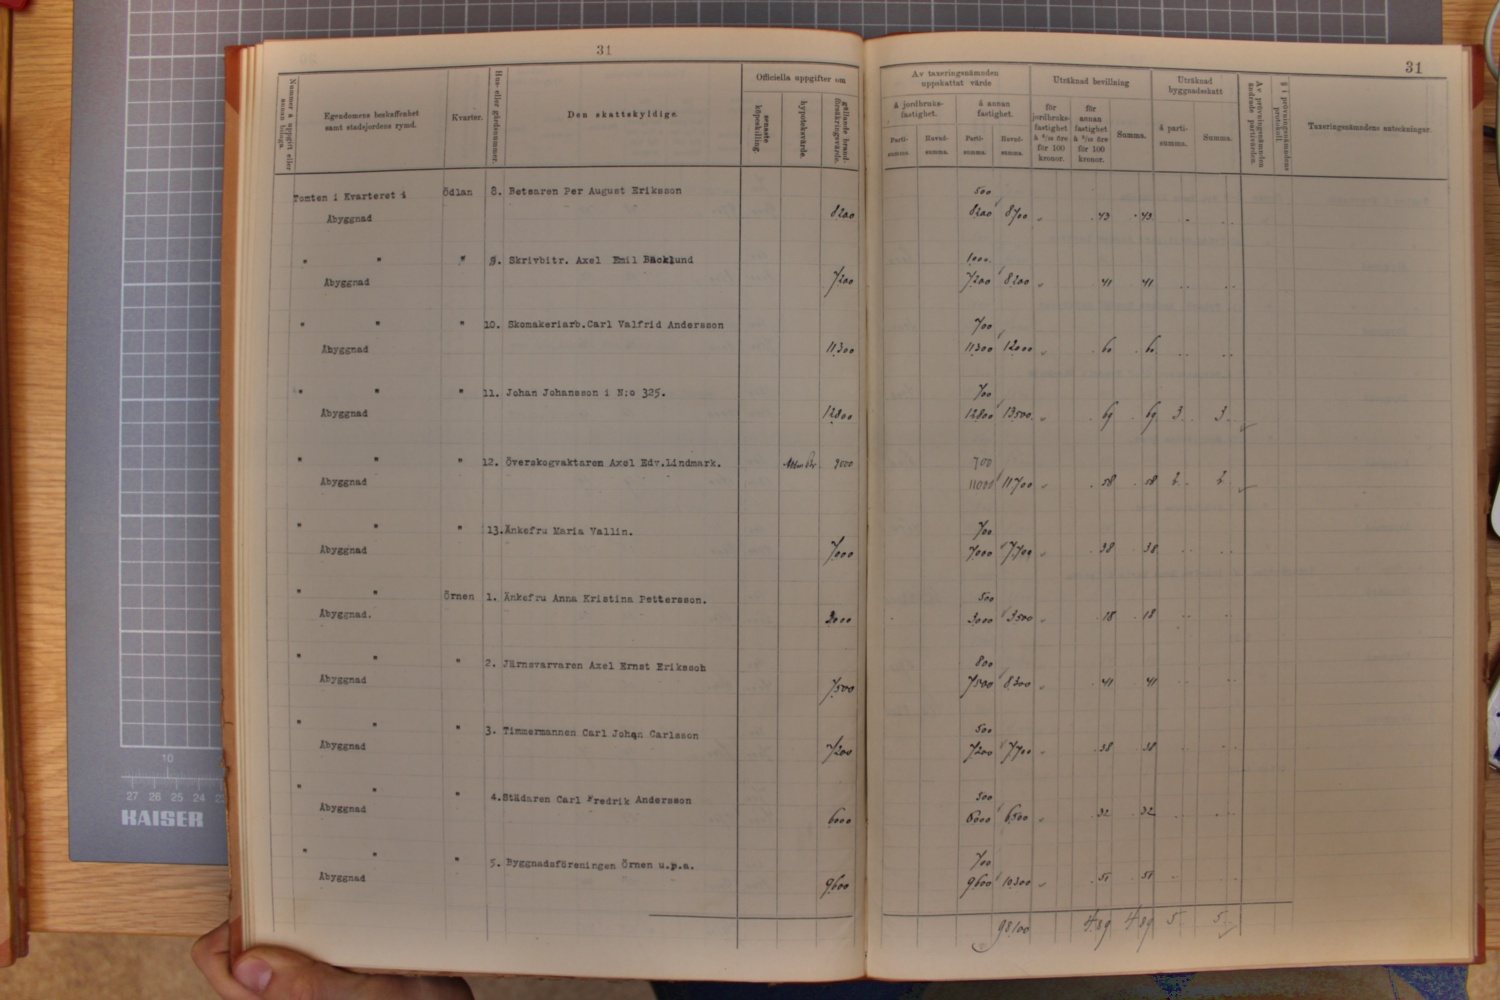 31
31
Nummer å uppgift eller annan bilaga.
Egendomens beskaffenhet samt stadsjordens rymd.
Kvarter.
Hus- eller gårdsnummer.
Den skattskyldige.
Officiella uppgifter om
senaste köpeskilling.
hypoteksvärde.
gällande brandförsäkringsvärde.
Av taxeringsnämnden uppskattat värde
å jordbruksfastighet.
å annan fastighet.
Partisumma.
Huvudsumma.
Partisumma.
Huvudsumma.
Uträknad bevillning
för jordbruksfastighet à 6/10 öre för 100 kronor.
för annan fastighet à 5/10 öre för 100 kronor.
Summa.
Uträknad byggnadsskatt
å partisumma.
Summa.
Av prövningsnämnden ändrade partivärden.
§ i prövningsnämndens protokoll.
Taxeringsnämndens anteckningar.
Tomten i Kvarteret i Ödlan 8. Betsaren Per August Eriksson 500
Åbyggnad 8200 8200 8700 43 43
" " " 9. Skrivbitr. Axel Emil Bäcklund 1000
Åbyggnad 7200 7200 8200 41 41
" " " 10. Skomakeriarb.Carl Valfrid Andersson 700
Åbyggnad 11300 11300 12000 60 60
" " " 11. Johan Johansson i N:o 325. 700
Åbyggnad 12800 12800 13500 69 69 3 3
" " " 12. Överskogvaktaren Axel Edv.Lindmark. 9000 700
Åbyggnad 11000 11700 58 58 2 2
" " " 13. Änkefru Maria Vallin. 700
Åbyggnad 7000 7000 7700 38 38
" " Örnen 1. Änkefru Anna Kristina Pettersson. 500
Åbyggnad. 3000 3000 3500 18 18
" " " 2. Järnsvarvaren Axel Ernst Eriksson 800
Åbyggnad 7500 7500 8300 41 41
" " " 3. Timmermannen Carl Johan Carlsson 500
Åbyggnad 7200 7200 7700 38 38
" " " 4. Städaren Carl Fredrik Andersson 500
Åbyggnad 6000 6000 6500 32 32
" " " 5. Byggnadsföreningen Örnen u.p.a. 700
Åbyggnad 9600 9600 10300 51 51
98100 4.89 4.89 5 5
10
27 26 25 24
KAISER